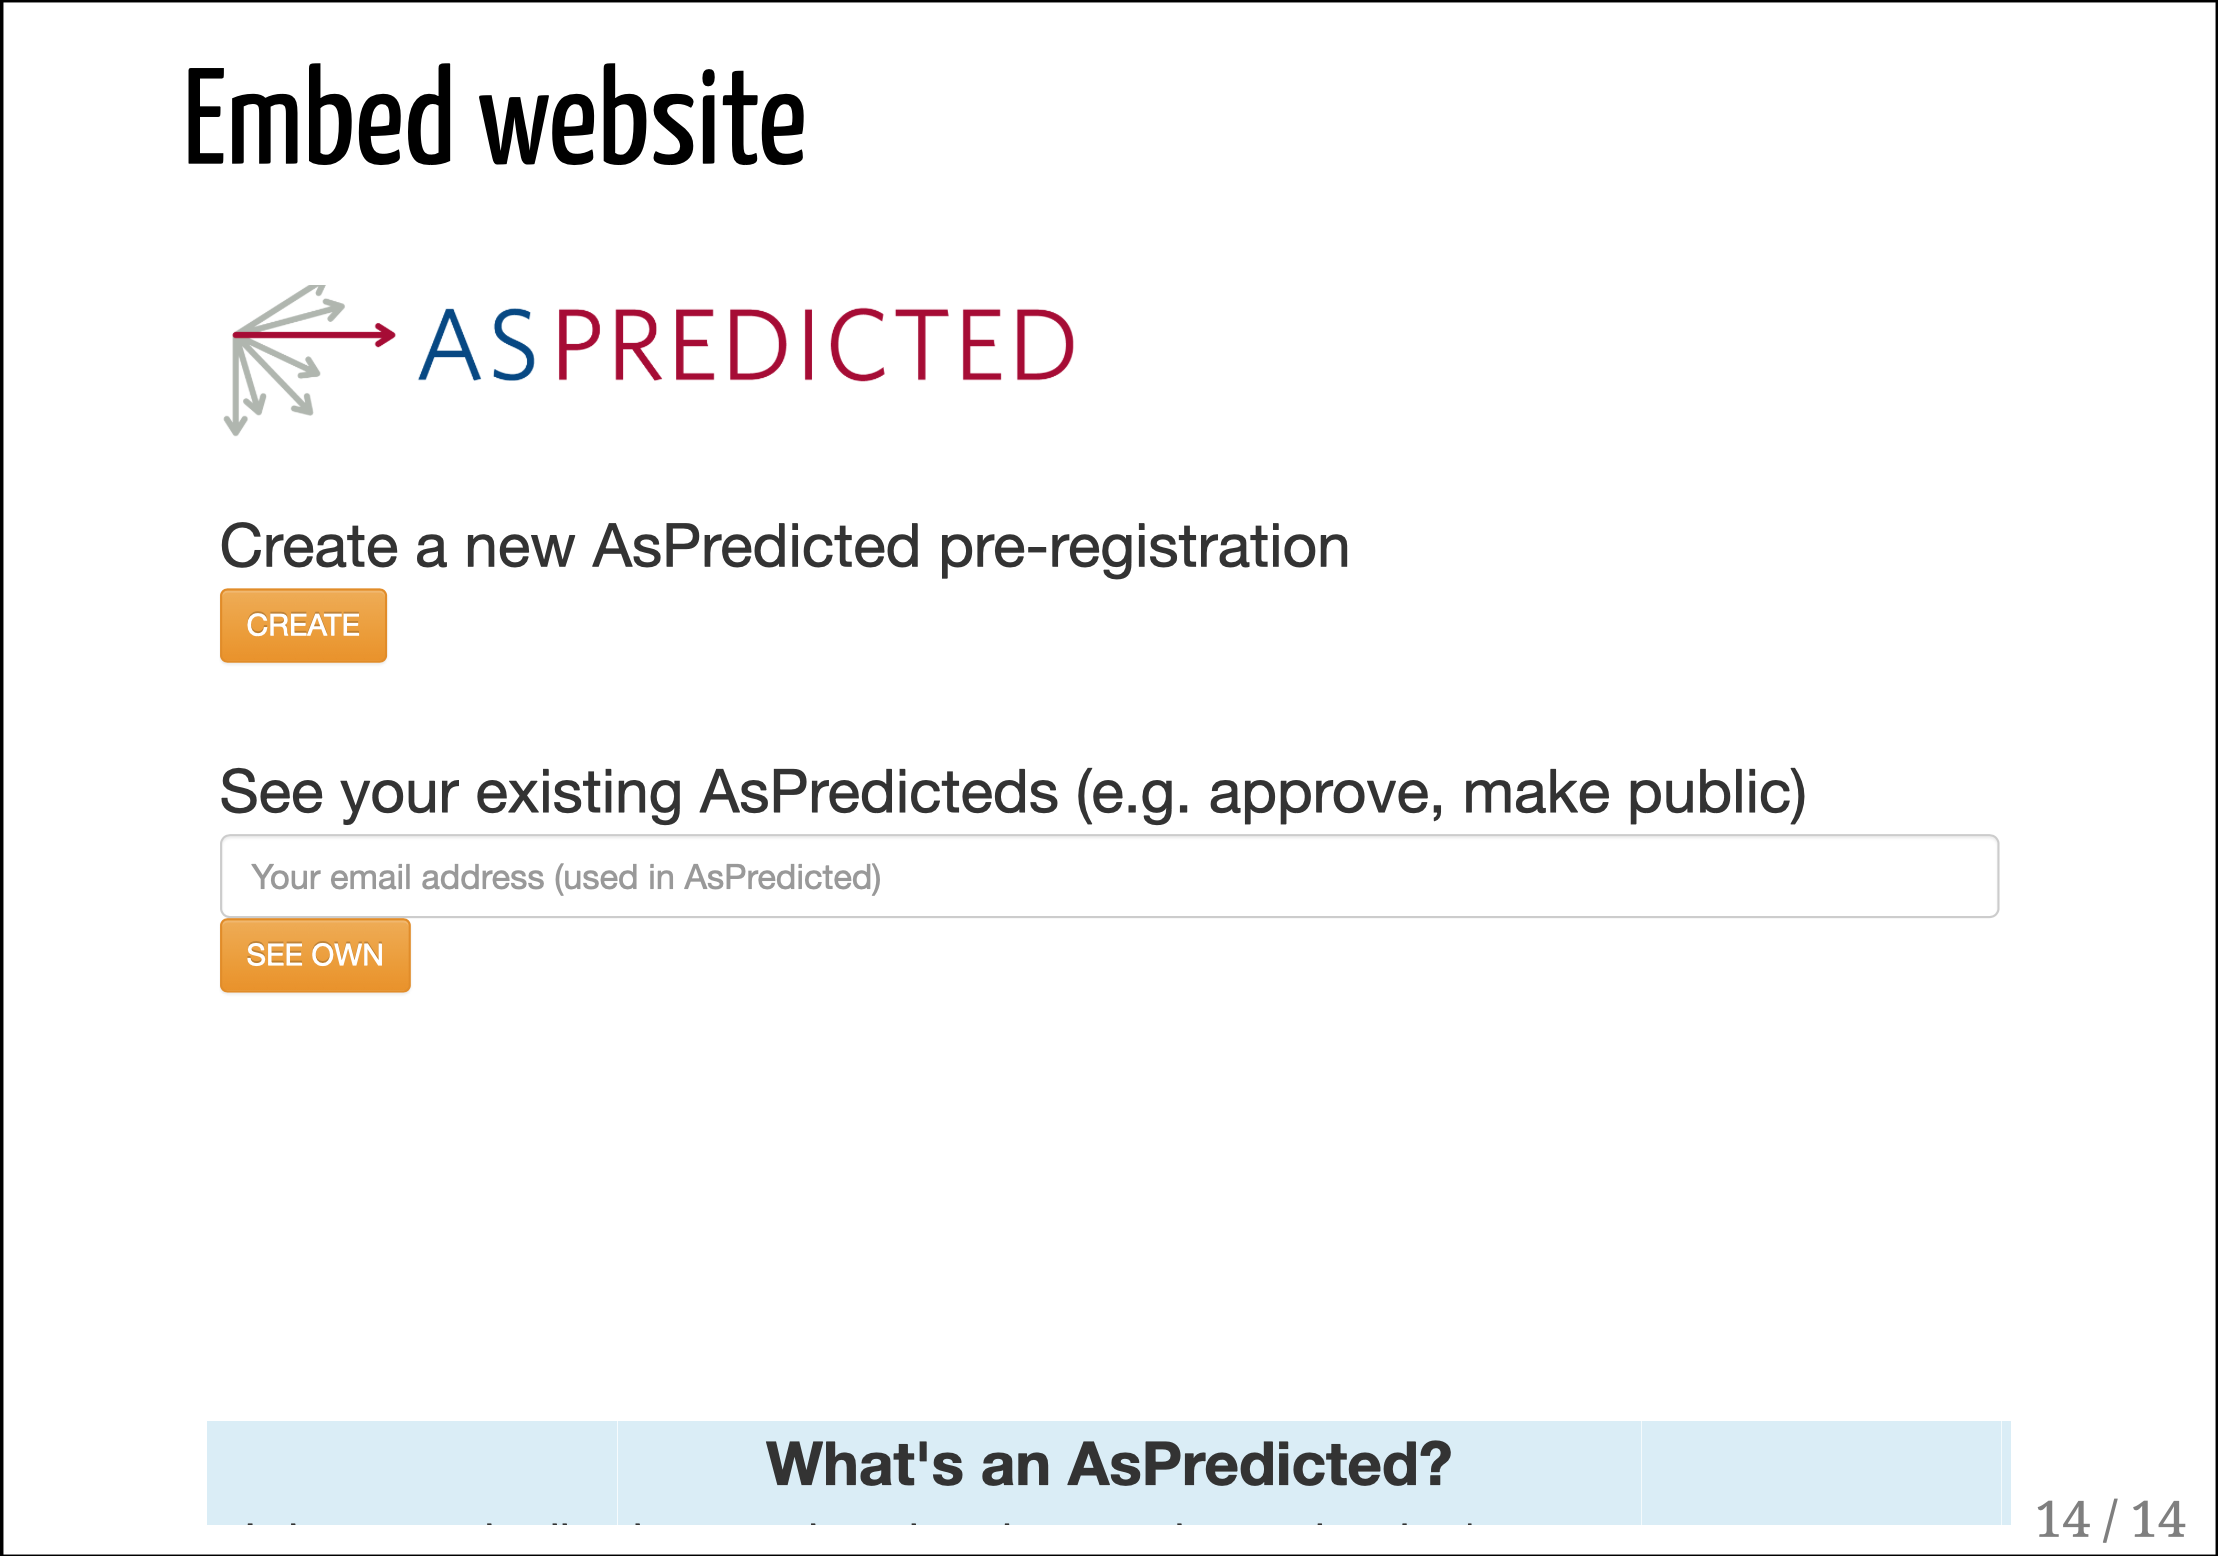 Embed website
ASPREDICTED
Create a new AsPredicted pre-registration
CREATE
See your existing AsPredicteds (e.g. approve, make public)
Your email address (used in AsPredicted)
SEE OWN
What's an AsPredicted?
14 / 14